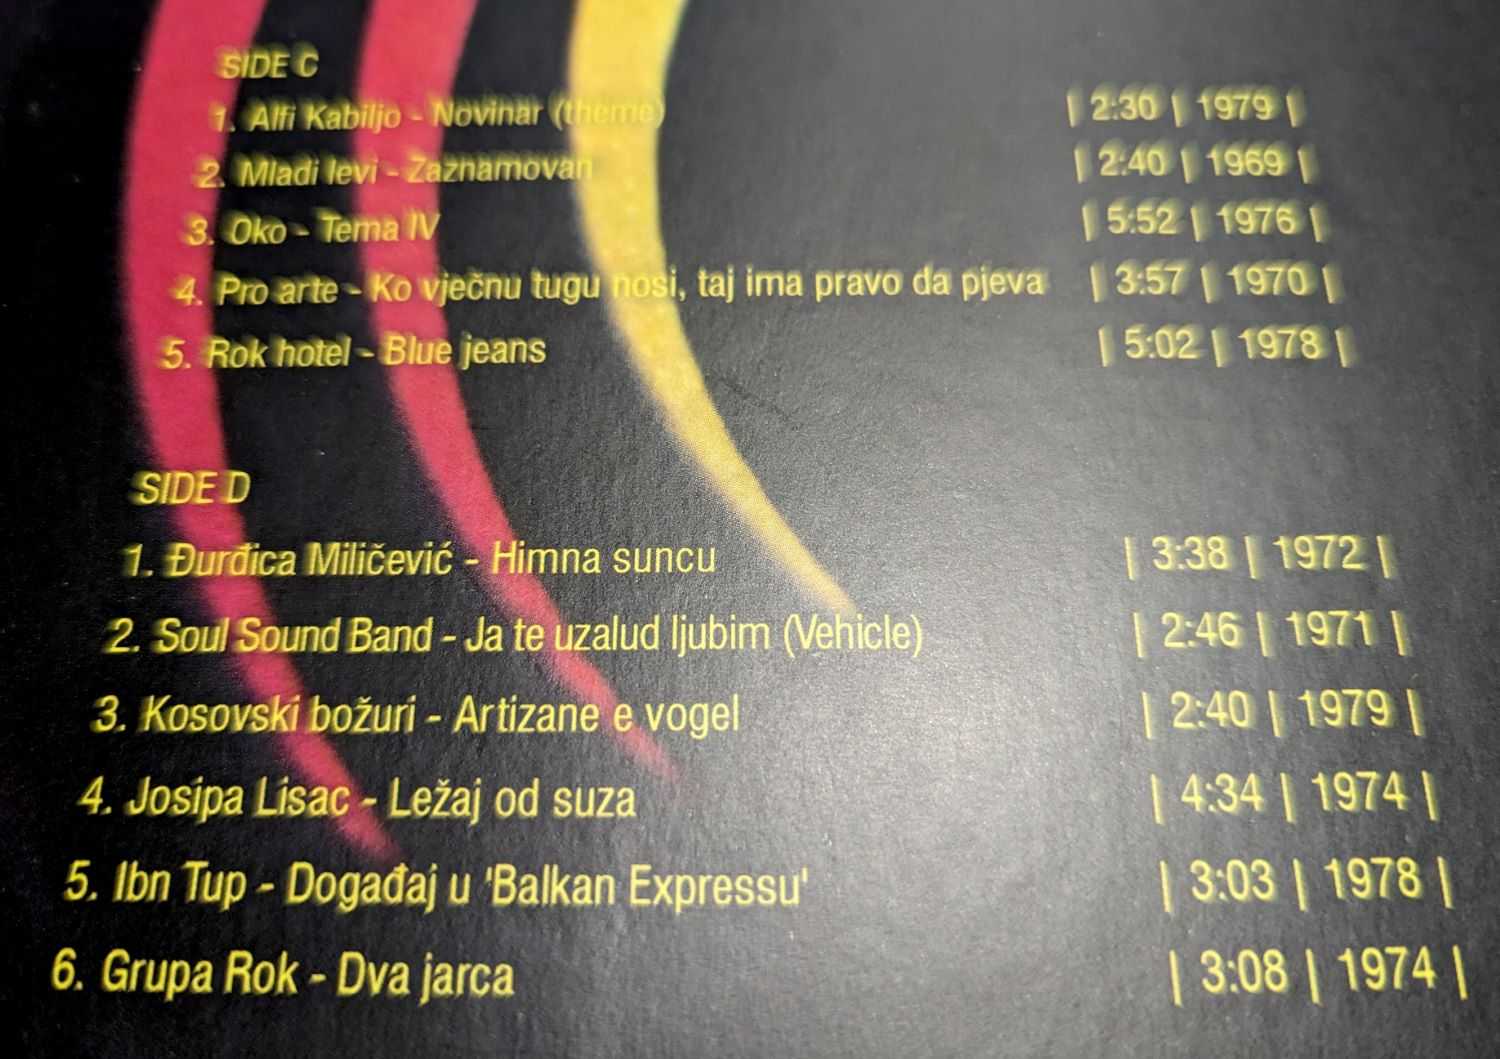 SIDE C
1. Alfi Kabiljo - Novinar (theme) | 2:30 | 1979 |
2. Mladi levi - Zaznamovan | 2:40 | 1969 |
3. Oko - Tema IV | 5:52 | 1976 |
4. Pro arte - Ko vječnu tugu nosi, taj ima pravo da pjeva | 3:57 | 1970 |
5. Rok hotel - Blue jeans | 5:02 | 1978 |
SIDE D
1. Đurđica Miličević - Himna suncu | 3:38 | 1972 |
2. Soul Sound Band - Ja te uzalud ljubim (Vehicle) | 2:46 | 1971 |
3. Kosovski božuri - Artizane e vogel | 2:40 | 1979 |
4. Josipa Lisac - Ležaj od suza | 4:34 | 1974 |
5. Ibn Tup - Događaj u 'Balkan Expressu' | 3:03 | 1978 |
6. Grupa Rok - Dva jarca | 3:08 | 1974 |